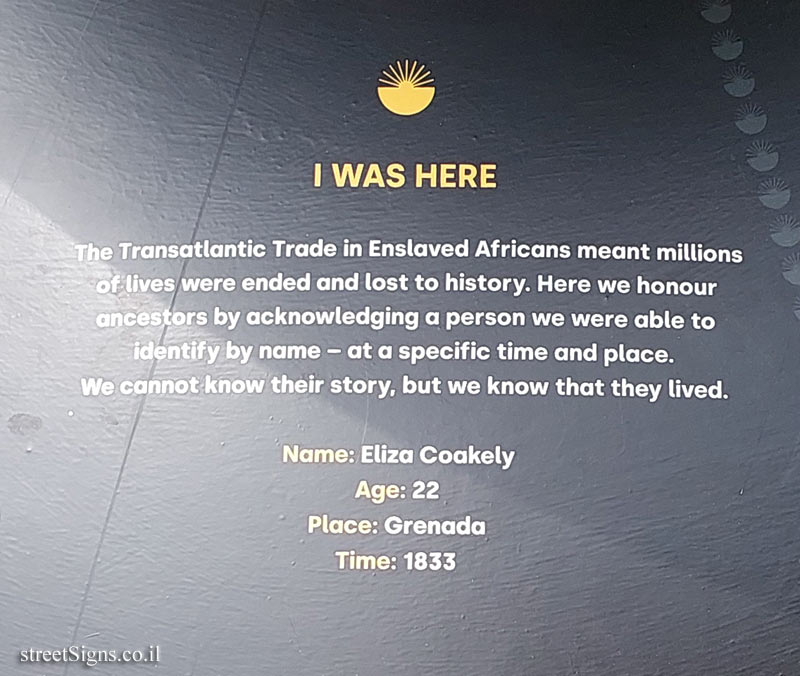 I WAS HERE
The Transatlantic Trade in Enslaved Africans meant millions
of lives were ended and lost to history. Here we honour
ancestors by acknowledging a person we were able to
identify by name – at a specific time and place.
We cannot know their story, but we know that they lived.
Name: Eliza Coakely
Age: 22
Place: Grenada
Time: 1833
streetSigns.co.il